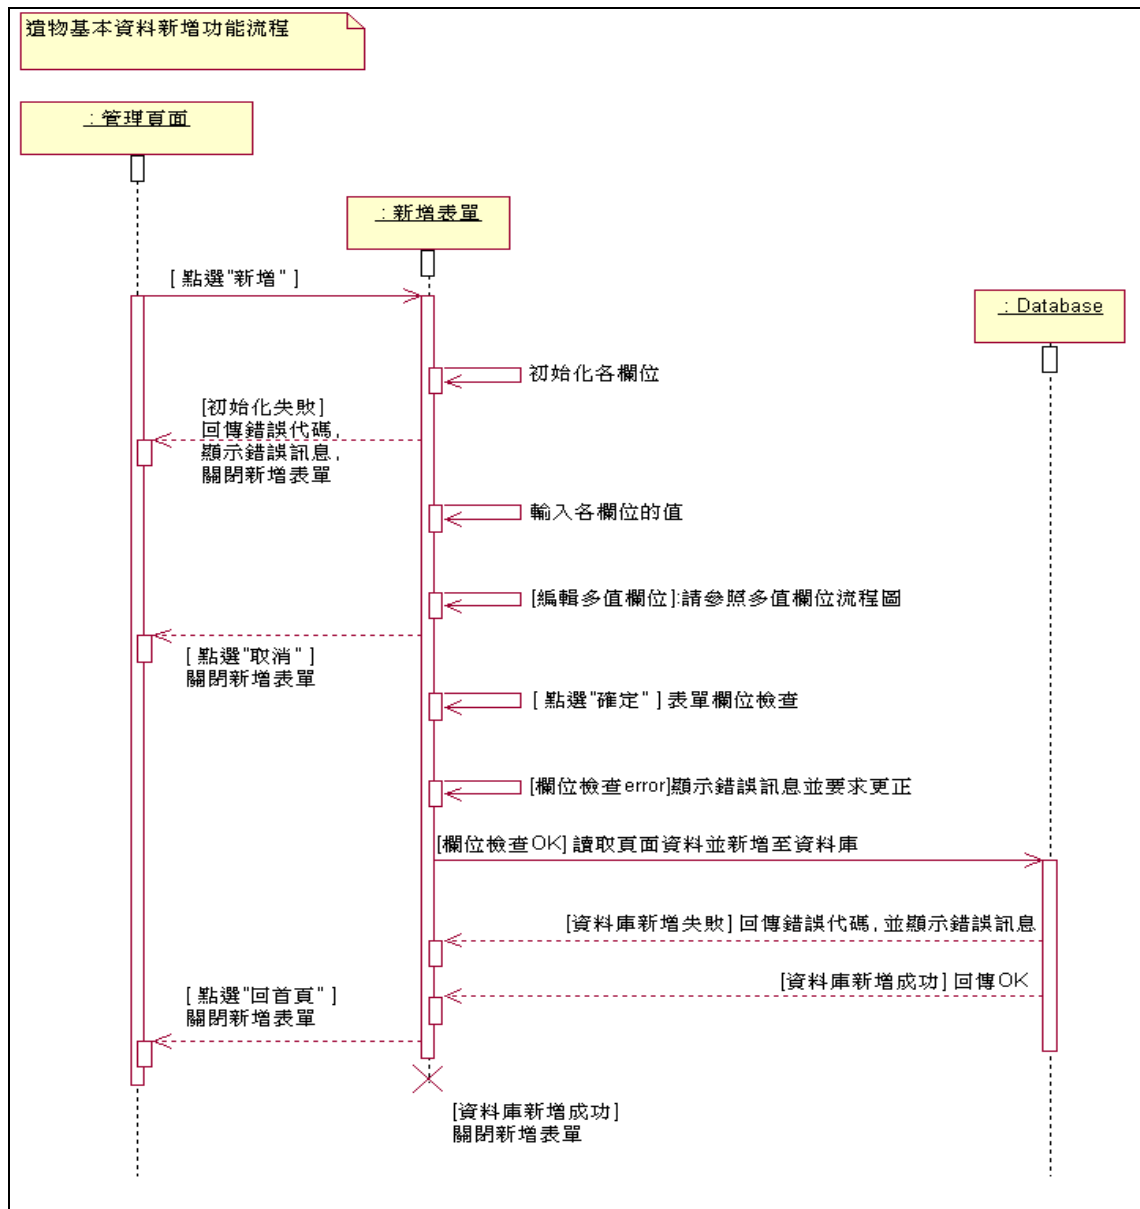 遺物基本資料新增功能流程
: 管理頁面
: 新增表單
[ 點選"新增" ]
: Database
初始化各欄位
[初始化失敗]
回傳錯誤代碼,
顯示錯誤訊息,
關閉新增表單
輸入各欄位的值
[編輯多值欄位]:請參照多值欄位流程圖
[ 點選"取消" ]
關閉新增表單
[ 點選"確定" ] 表單欄位檢查
[欄位檢查error]顯示錯誤訊息並要求更正
[欄位檢查OK] 讀取頁面資料並新增至資料庫
[資料庫新增失敗] 回傳錯誤代碼, 並顯示錯誤訊息
[資料庫新增成功] 回傳OK
[ 點選"回首頁" ]
關閉新增表單
[資料庫新增成功]
關閉新增表單